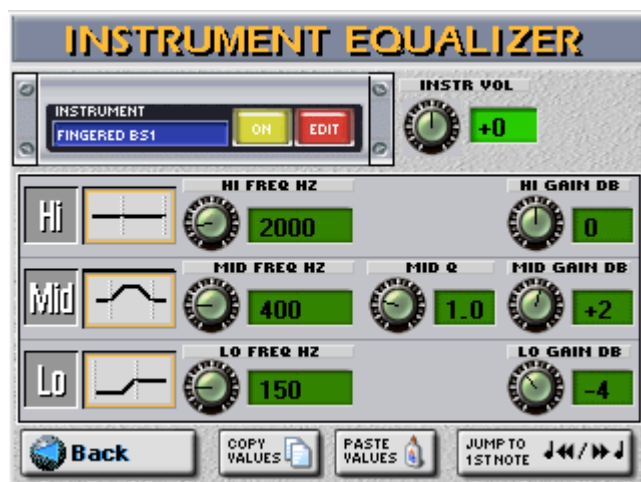 INSTRUMENT EQUALIZER
INSTRUMENT
FINGERED BS1
ON
EDIT
INSTR VOL
+0
Hi
HI FREQ HZ
2000
HI GAIN DB
0
Mid
MID FREQ HZ
400
MID Q
1.0
MID GAIN DB
+2
Lo
LO FREQ HZ
150
LO GAIN DB
-4
Back
COPY
VALUES
PASTE
VALUES
JUMP TO
1ST NOTE